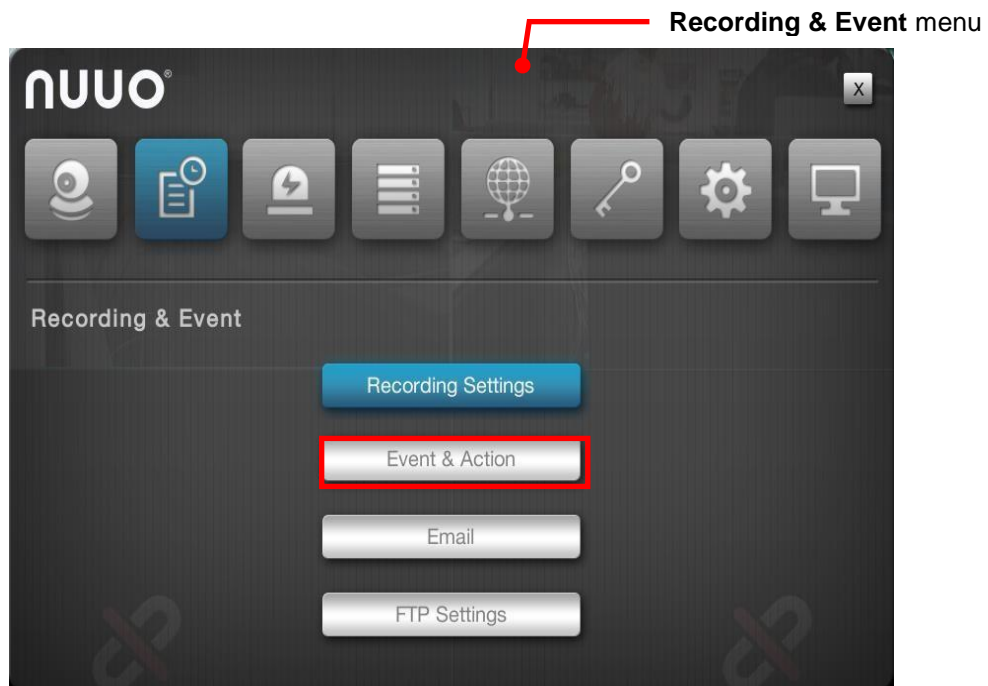 Recording & Event menu
nuuo®
X
Recording & Event
Recording Settings
Event & Action
Email
FTP Settings